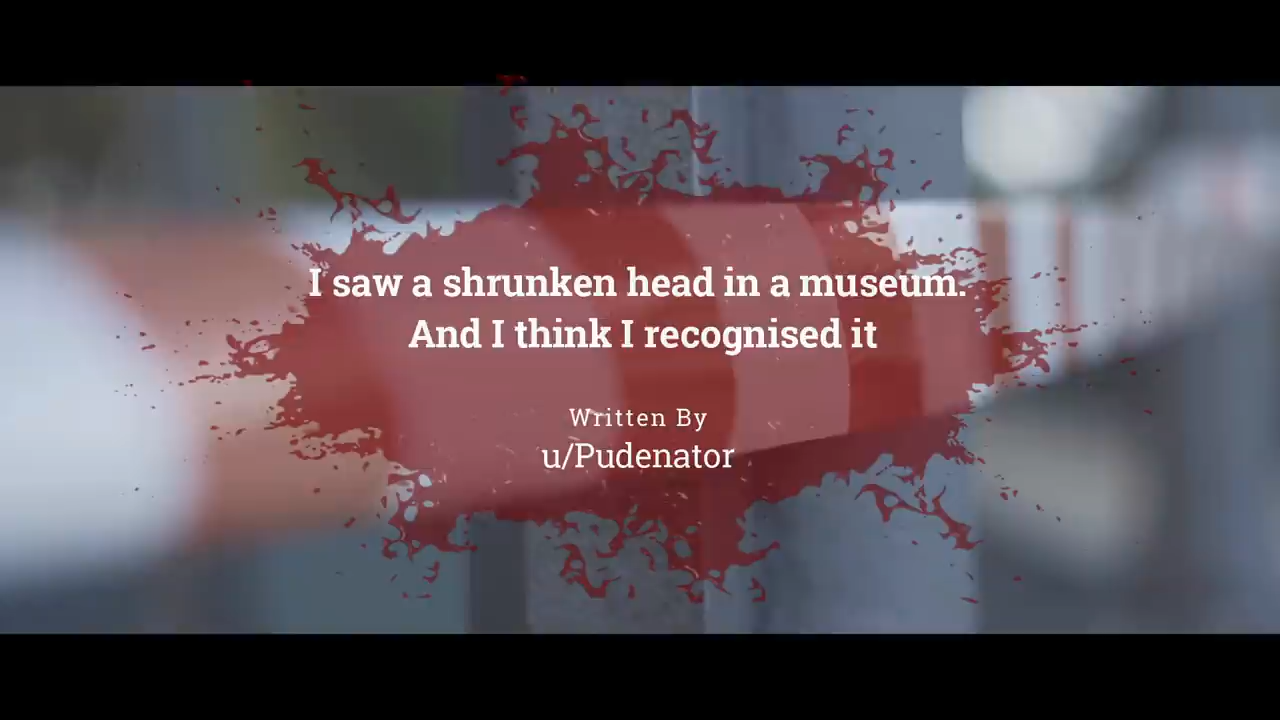 I saw a shrunken head in a museum.
And I think I recognised it
Written By
u/Pudenator